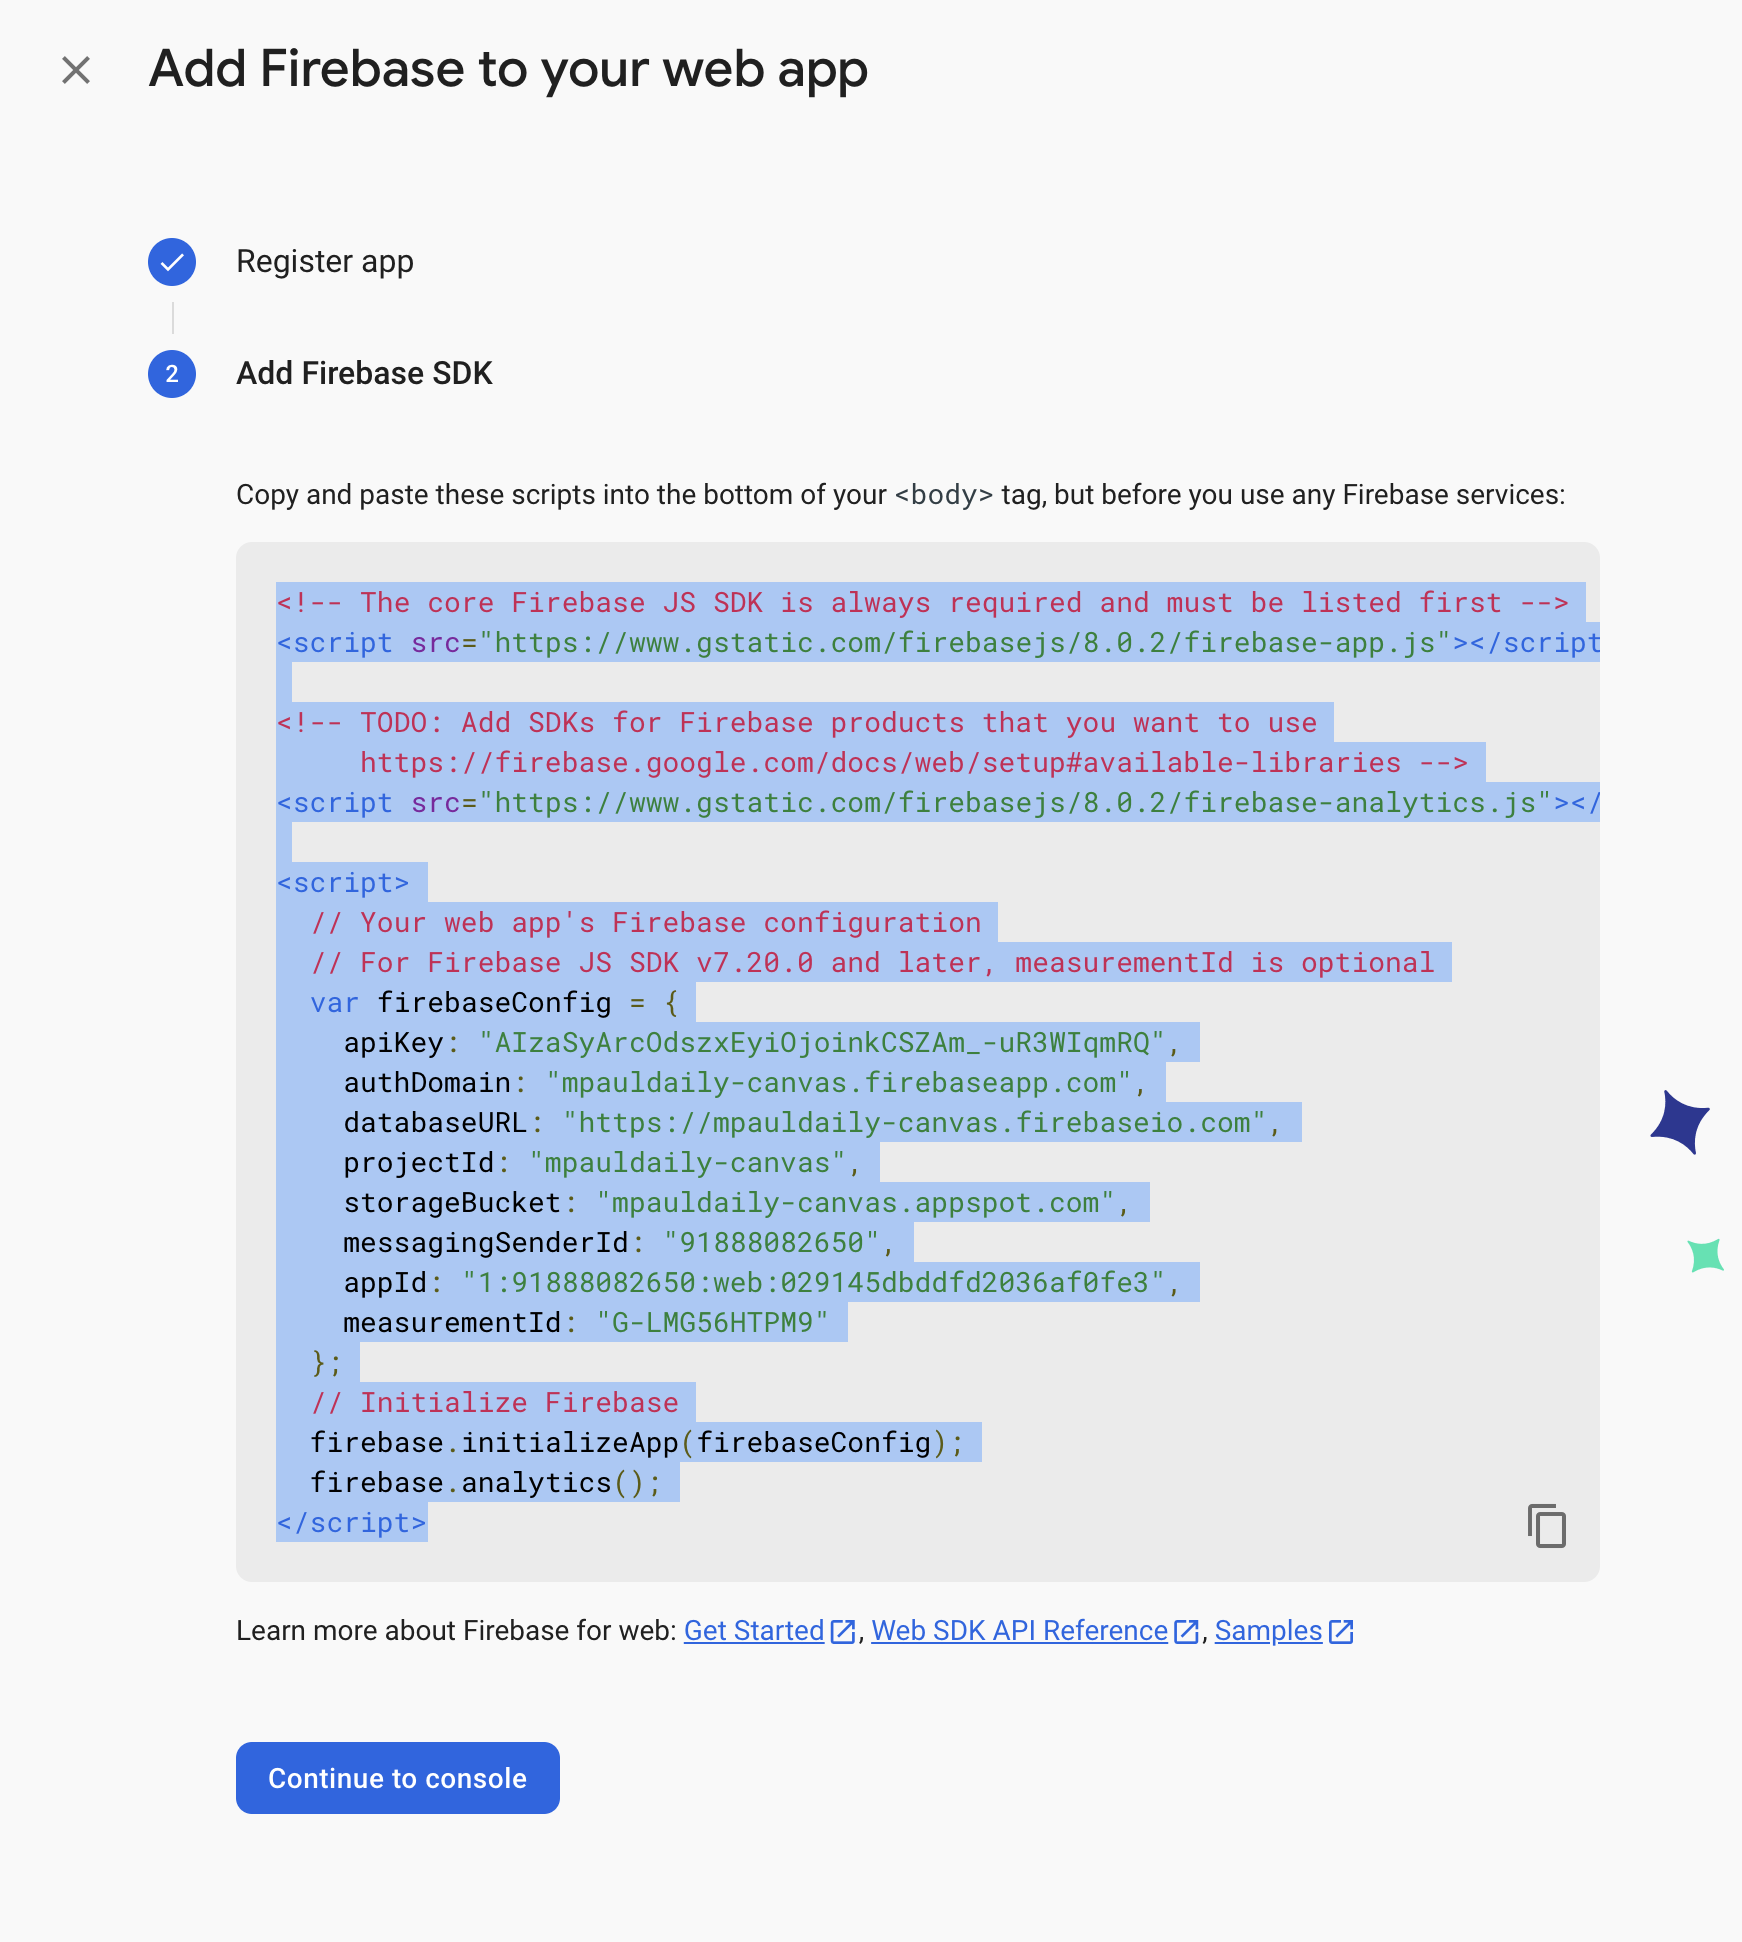 Add Firebase to your web app
Register app
2 Add Firebase SDK
Copy and paste these scripts into the bottom of your <body> tag, but before you use any Firebase services:
<!-- The core Firebase JS SDK is always required and must be listed first -->
<script src="https://www.gstatic.com/firebasejs/8.0.2/firebase-app.js"></script
<!-- TODO: Add SDKs for Firebase products that you want to use
https://firebase.google.com/docs/web/setup#available-libraries -->
<script src="https://www.gstatic.com/firebasejs/8.0.2/firebase-analytics.js"></
<script>
// Your web app's Firebase configuration
// For Firebase JS SDK v7.20.0 and later, measurementId is optional
var firebaseConfig = {
apiKey: "AIzaSyArcOdszxEyiOjoinkCSZAm_-uR3WIqmRQ",
authDomain: "mpauldaily-canvas.firebaseapp.com",
databaseURL: "https://mpauldaily-canvas.firebaseio.com",
projectId: "mpauldaily-canvas",
storageBucket: "mpauldaily-canvas.appspot.com",
messagingSenderId: "91888082650",
appId: "1:91888082650:web:029145dbddfd2036af0fe3",
measurementId: "G-LMG56HTPM9"
};
// Initialize Firebase
firebase.initializeApp(firebaseConfig);
firebase.analytics();
</script>
Learn more about Firebase for web: Get Started, Web SDK API Reference, Samples
Continue to console